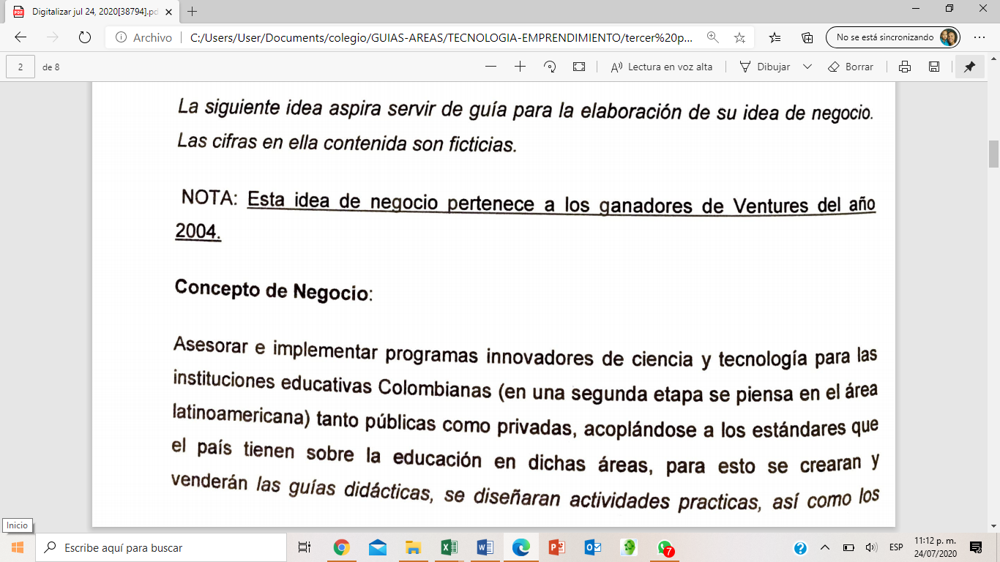 Digitalizar jul 24, 2020[38794].pd
Archivo
C:/Users/User/Documents/colegio/GUIAS-AREAS/TECNOLOGIA-EMPRENDIMIENTO/tercer%20p...
No se está sincronizando
2 de 8
Lectura en voz alta
Dibujar
Borrar
La siguiente idea aspira servir de guía para la elaboración de su idea de negocio.
Las cifras en ella contenida son ficticias.
NOTA: Esta idea de negocio pertenece a los ganadores de Ventures del año
2004.
Concepto de Negocio:
Asesorar e implementar programas innovadores de ciencia y tecnología para las
instituciones educativas Colombianas (en una segunda etapa se piensa en el área
latinoamericana) tanto públicas como privadas, acoplándose a los estándares que
el país tienen sobre la educación en dichas áreas, para esto se crearan y
venderán las guías didácticas, se diseñaran actividades practicas, así como los
Inicio
Escribe aquí para buscar
7
ESP
11:12 p. m.
24/07/2020